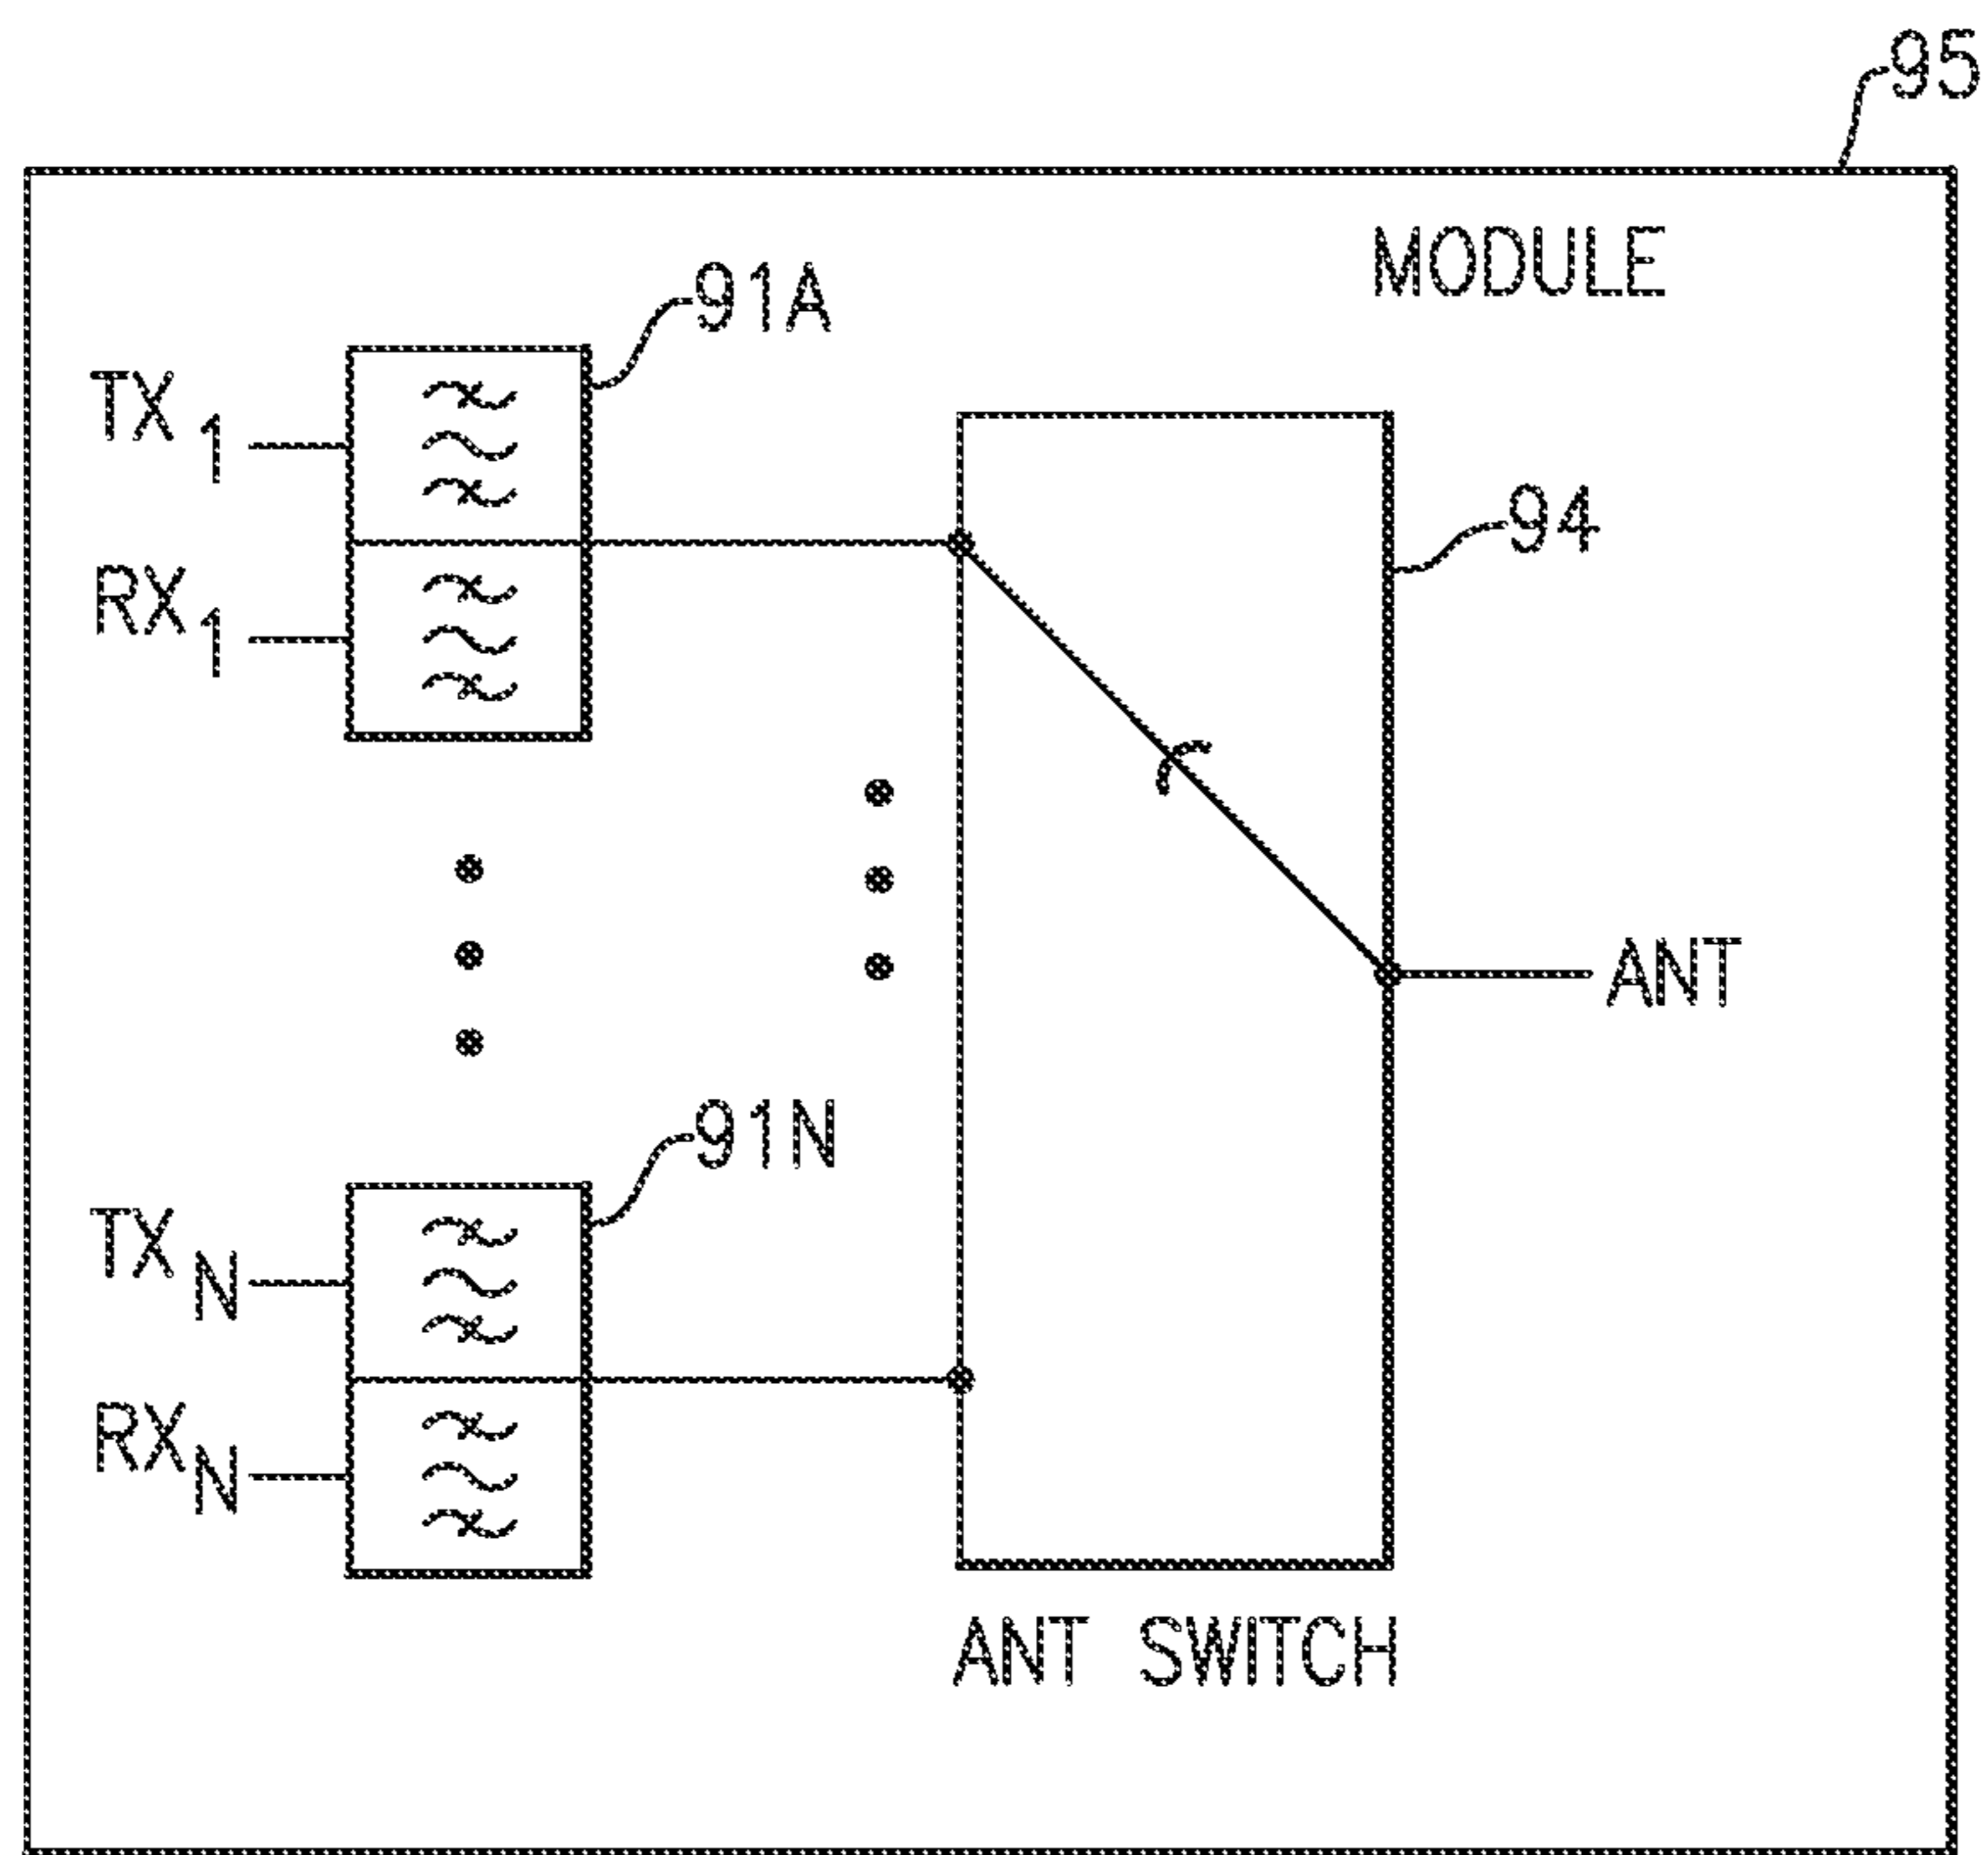 95
MODULE
91A
TX1
RX1
94
ANT
91N
TXN
RXN
ANT SWITCH